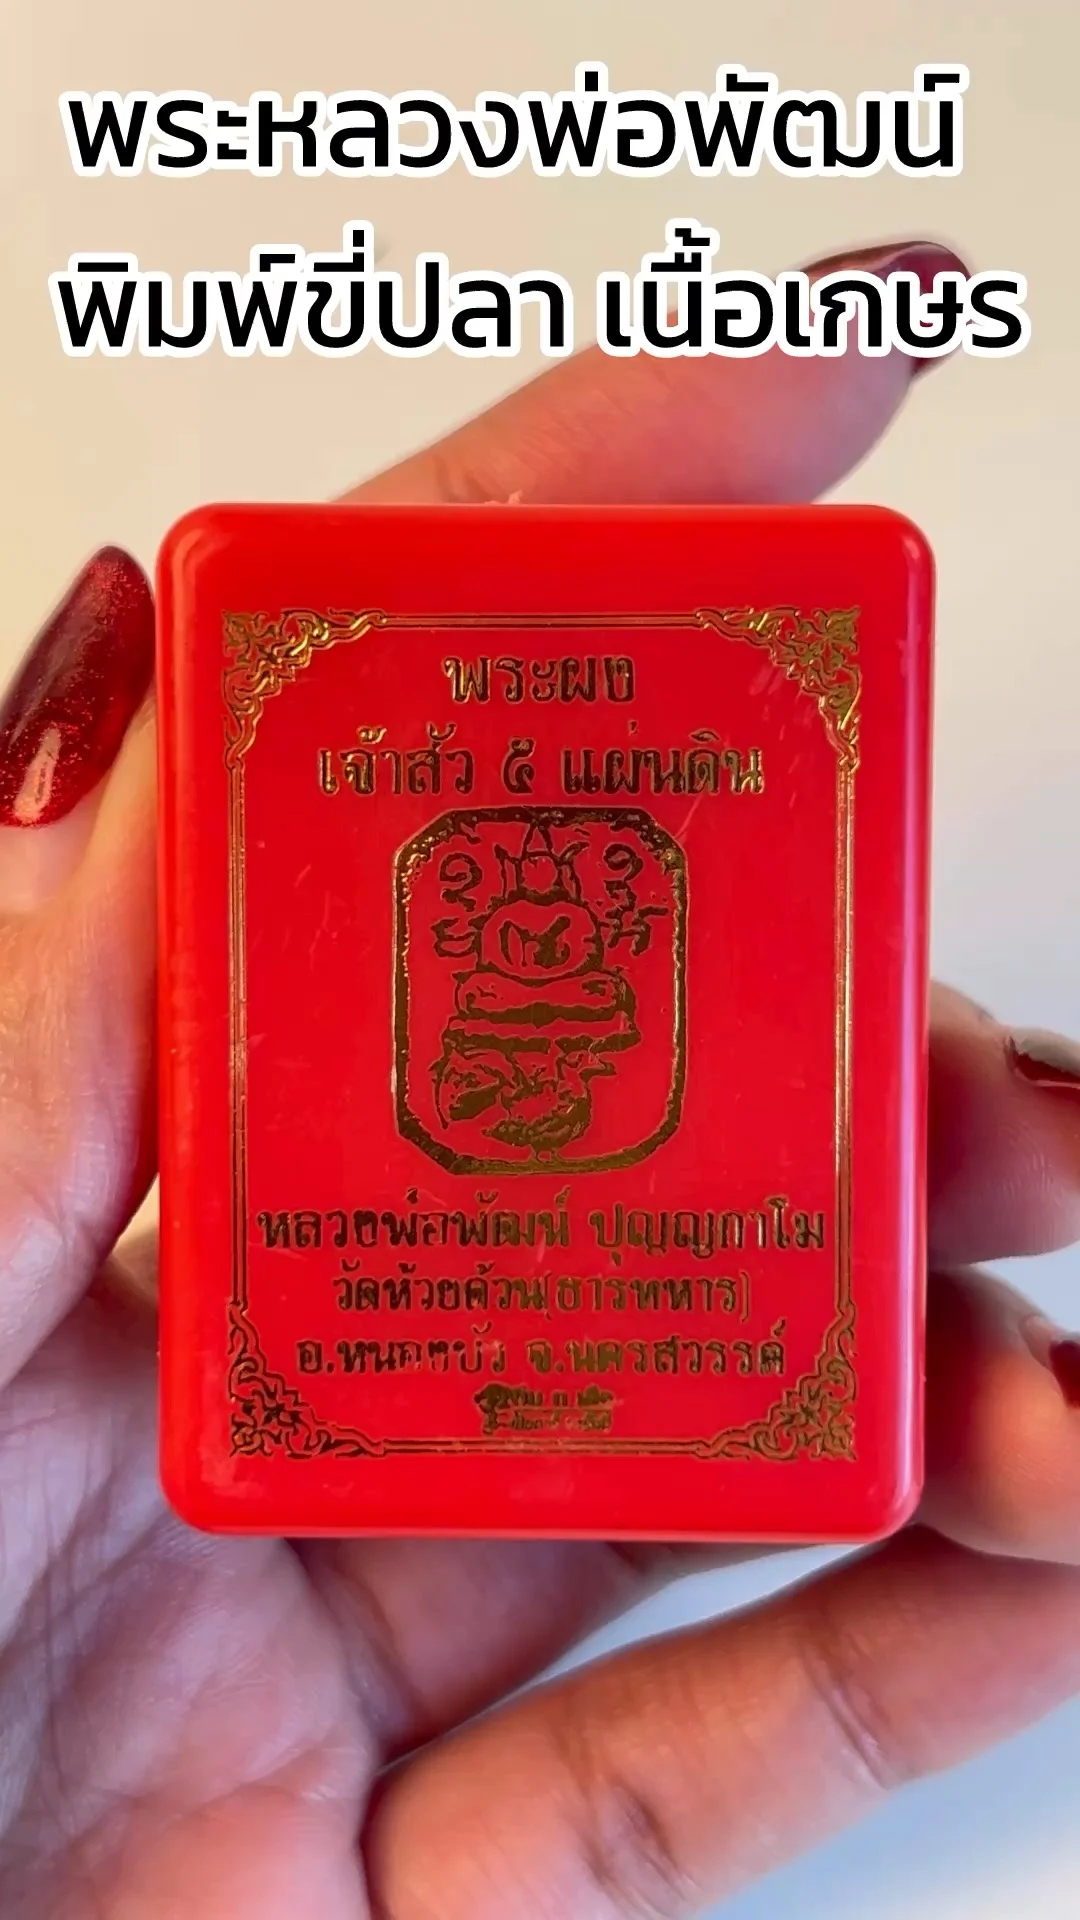 พระหลวงพ่อพัฒน์
พิมพ์ขี่ปลา เนื้อเกษร
พระผง
เจ้าสัว ๕ แผ่นดิน
หลวงพ่อพัฒน์ ปุญญกาโม
วัดห้วยด้วน(ธารทหาร)
อ.หนองบัว จ.นครสวรรค์